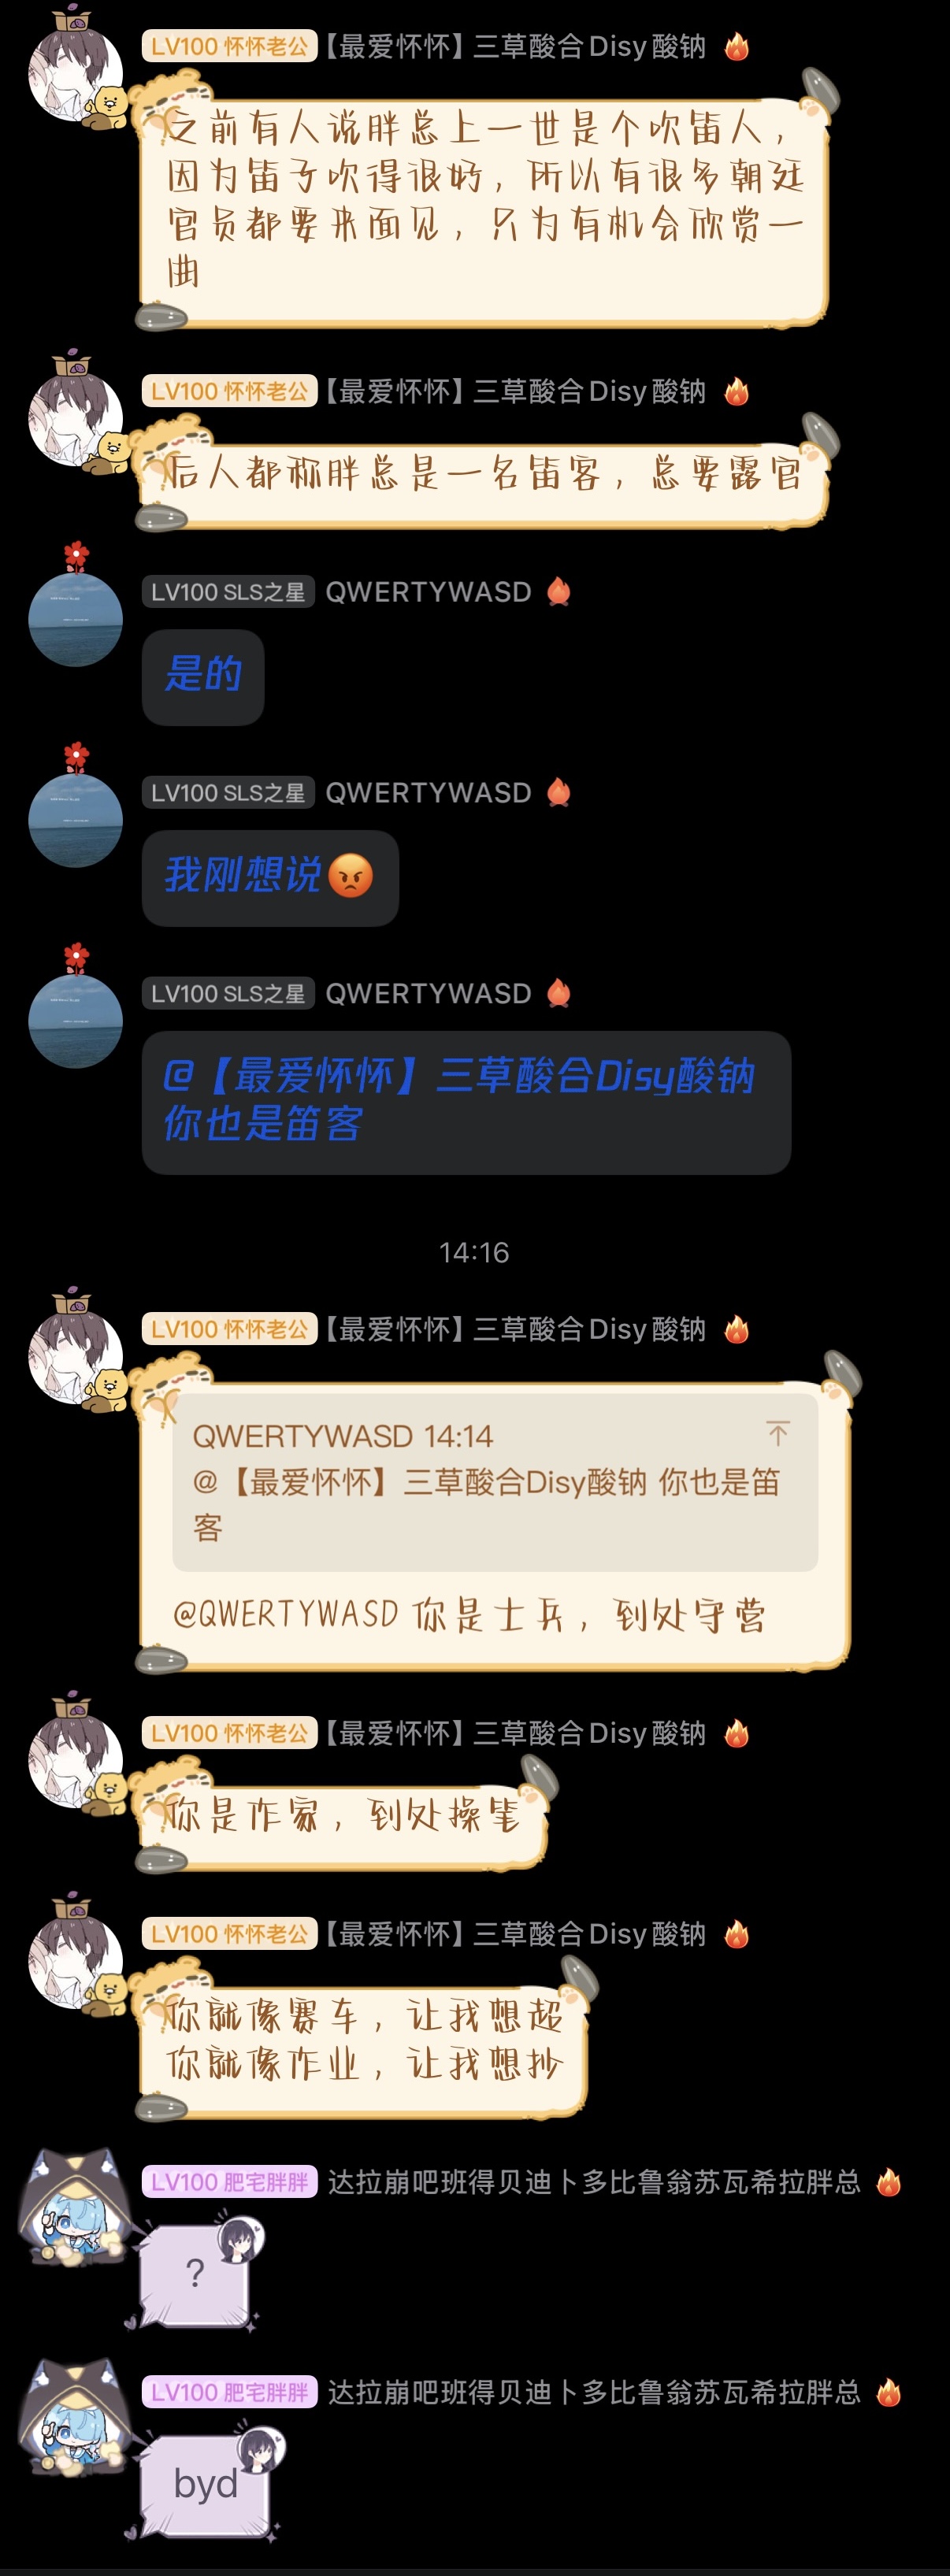 LV100 怀怀老公 【最爱怀怀】三草酸合Disy酸钠
之前有人说胖总上一世是个吹笛人，
因为笛子吹得很好，所以有很多朝廷
官员都要来面见，只为有机会欣赏一
曲
LV100 怀怀老公 【最爱怀怀】三草酸合Disy酸钠
后人都称胖总是一名笛客，总要露官
LV100 SLS之星 QWERTYWASD
是的
LV100 SLS之星 QWERTYWASD
我刚想说😡
LV100 SLS之星 QWERTYWASD
@【最爱怀怀】三草酸合Disy酸钠
你也是笛客
14:16
LV100 怀怀老公 【最爱怀怀】三草酸合Disy酸钠
QWERTYWASD 14:14
@【最爱怀怀】三草酸合Disy酸钠 你也是笛
客
@QWERTYWASD 你是士兵，到处守营
LV100 怀怀老公 【最爱怀怀】三草酸合Disy酸钠
你是作家，到处操笔
LV100 怀怀老公 【最爱怀怀】三草酸合Disy酸钠
你就像赛车，让我想超
你就像作业，让我想抄
LV100 肥宅胖胖 达拉崩吧班得贝迪卜多比鲁翁苏瓦希拉胖总
?
LV100 肥宅胖胖 达拉崩吧班得贝迪卜多比鲁翁苏瓦希拉胖总
byd